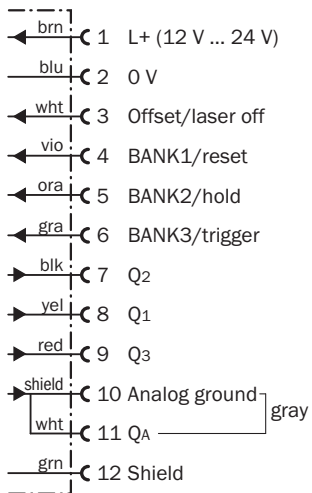 brn 1 L+ (12 V ... 24 V)
blu 2 0 V
wht 3 Offset/laser off
vio 4 BANK1/reset
ora 5 BANK2/hold
gra 6 BANK3/trigger
blk 7 Q2
yel 8 Q1
red 9 Q3
shield 10 Analog ground
gray
wht 11 QA
grn 12 Shield